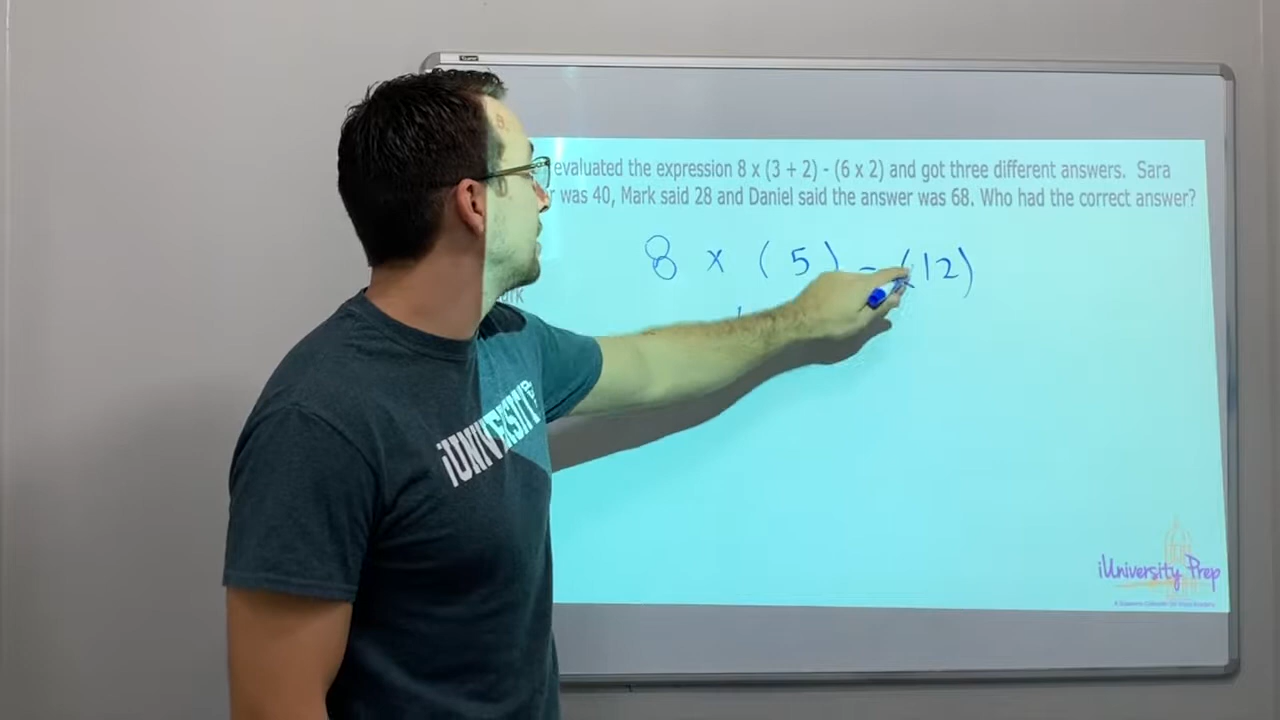 evaluated the expression 8 x (3 + 2) - (6 x 2) and got three different answers. Sara
was 40, Mark said 28 and Daniel said the answer was 68. Who had the correct answer?
8 x ( 5 ) - ( 12 )
iUNIVERSITY
iUniversity Prep